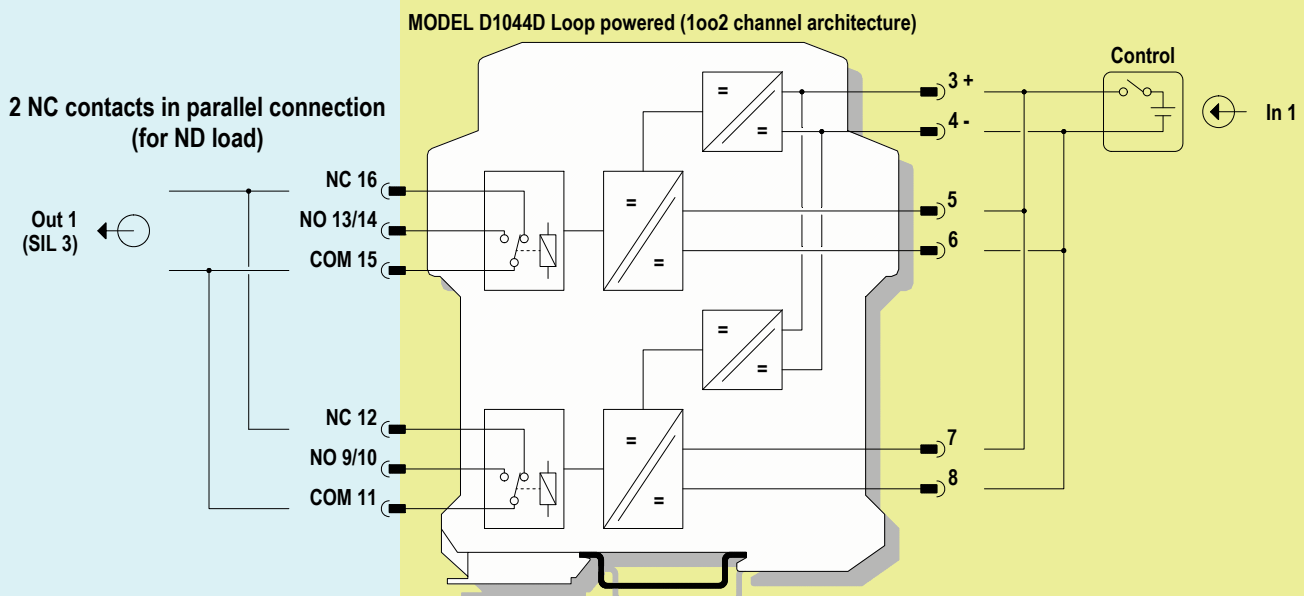 MODEL D1044D Loop powered (1oo2 channel architecture)
2 NC contacts in parallel connection
(for ND load)
Control
In 1
3 +
4 -
5
6
7
8
NC 16
NO 13/14
COM 15
Out 1
(SIL 3)
NC 12
NO 9/10
COM 11
=
=
=
=
=
=
=
=